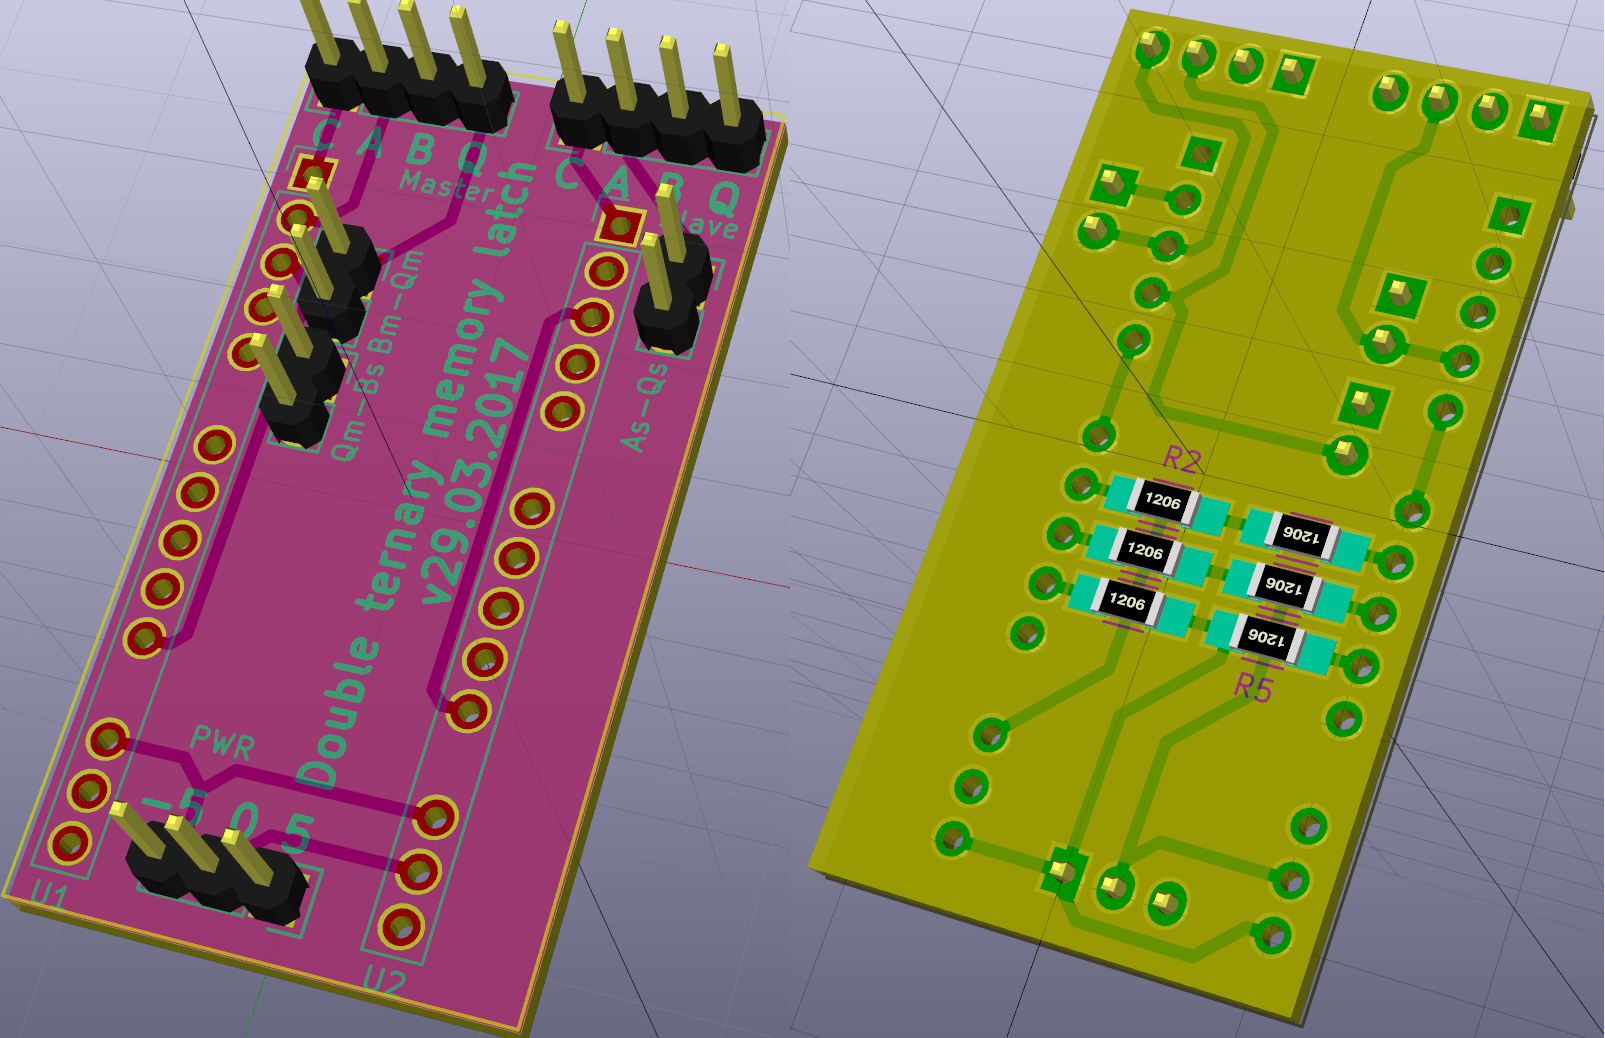 C A B Q
Master
C A B Q
Slave
Qm-Bs Bm-Qm
As-Qs
Double ternary memory latch
v29.03.2017
PWR
-5 0 5
U1
U2
R2
1206
1206
1206
1206
1206
1206
R5